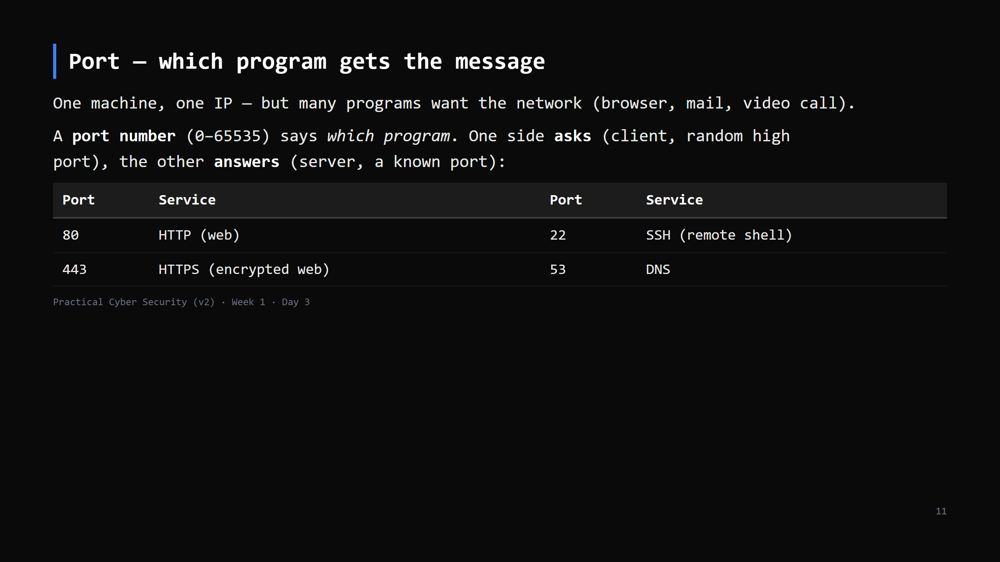 Port — which program gets the message
One machine, one IP — but many programs want the network (browser, mail, video call).
A port number (0–65535) says which program. One side asks (client, random high
port), the other answers (server, a known port):
Port Service Port Service
80 HTTP (web) 22 SSH (remote shell)
443 HTTPS (encrypted web) 53 DNS
Practical Cyber Security (v2) · Week 1 · Day 3
11